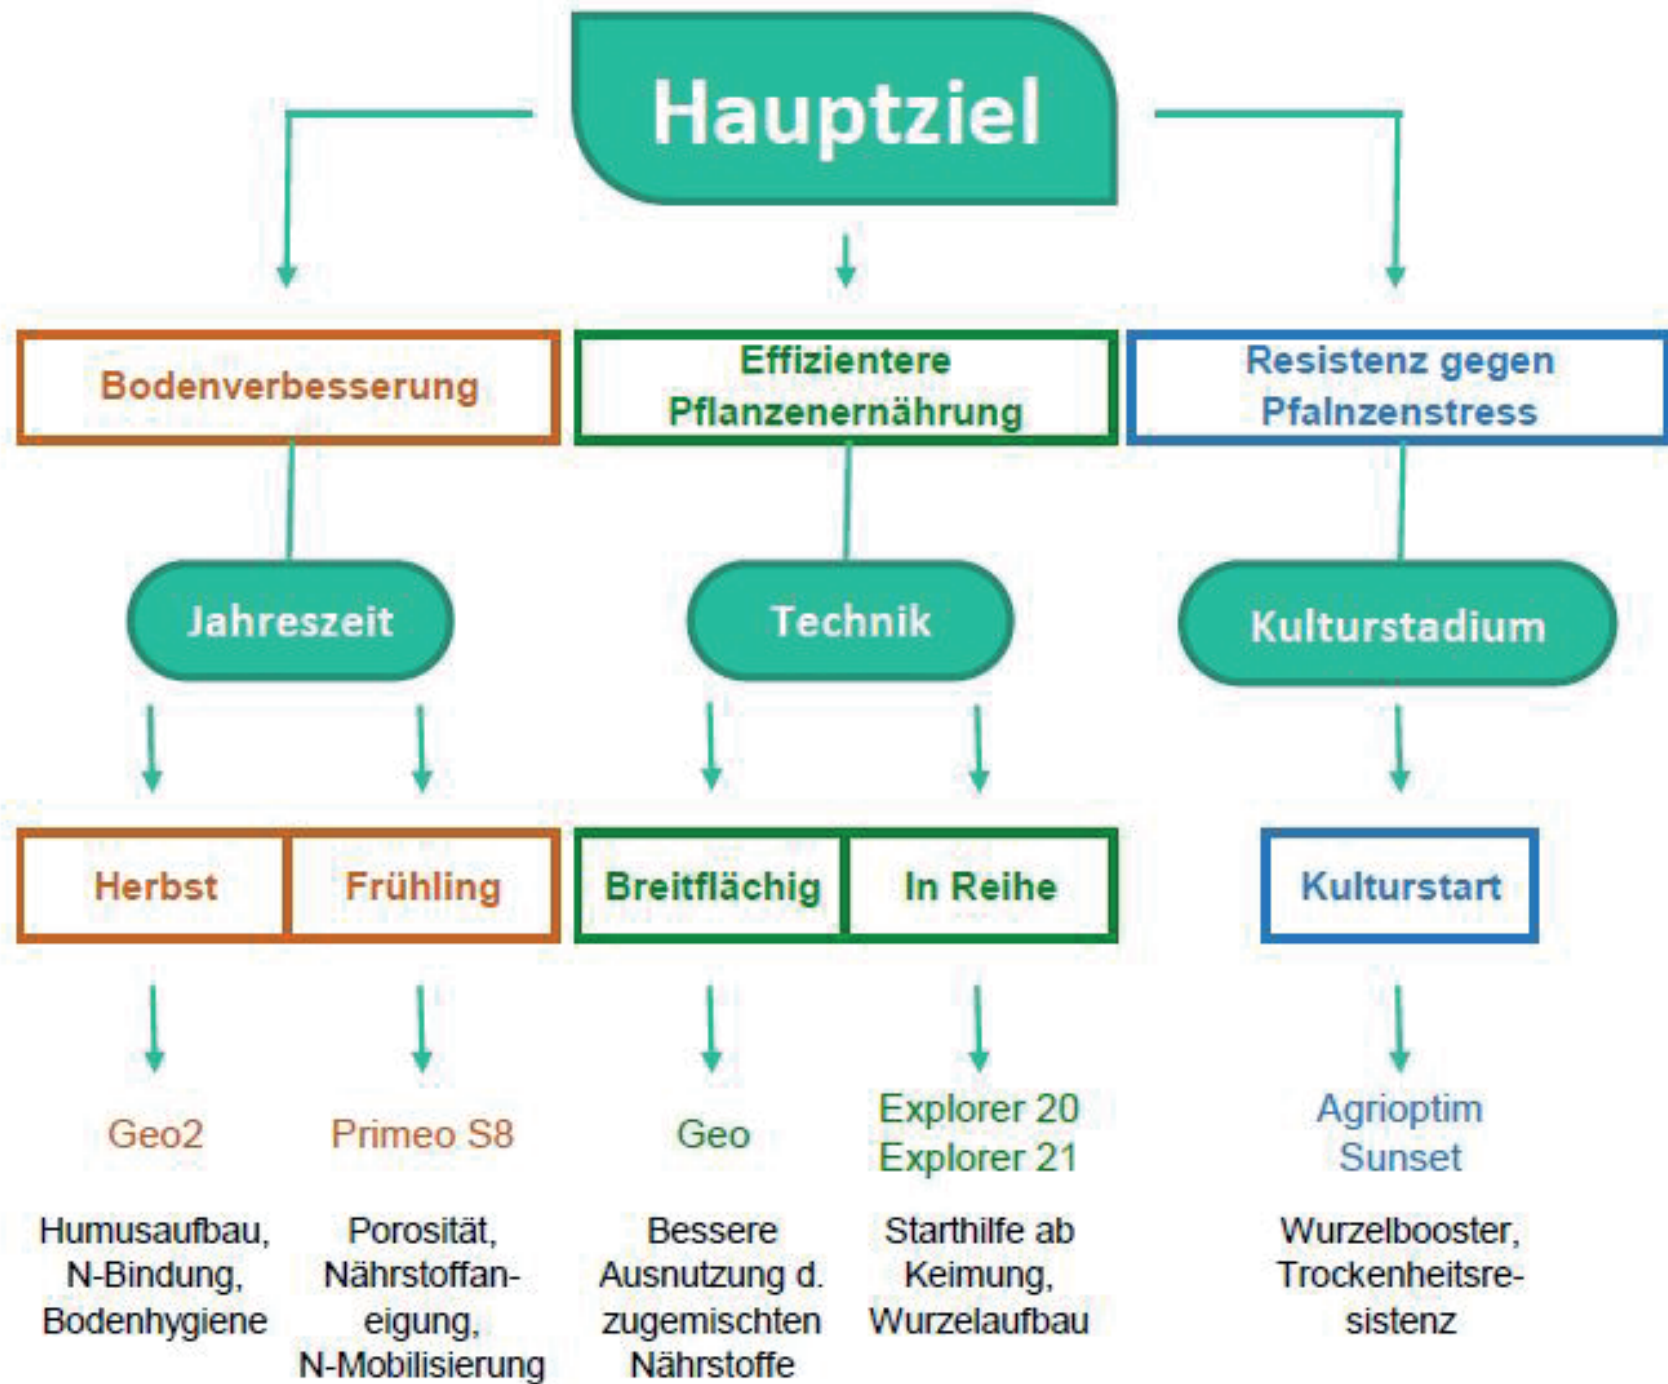 Hauptziel
Bodenverbesserung
Effizientere
Pflanzenernährung
Resistenz gegen
Pfalnzenstress
Jahreszeit
Technik
Kulturstadium
Herbst
Frühling
Breitflächig
In Reihe
Kulturstart
Geo2
Primeo S8
Geo
Explorer 20
Explorer 21
Agrioptim
Sunset
Humusaufbau,
N-Bindung,
Bodenhygiene
Porosität,
Nährstoffan-
eigung,
N-Mobilisierung
Bessere
Ausnutzung d.
zugemischten
Nährstoffe
Starthilfe ab
Keimung,
Wurzelaufbau
Wurzelbooster,
Trockenheitsre-
sistenz